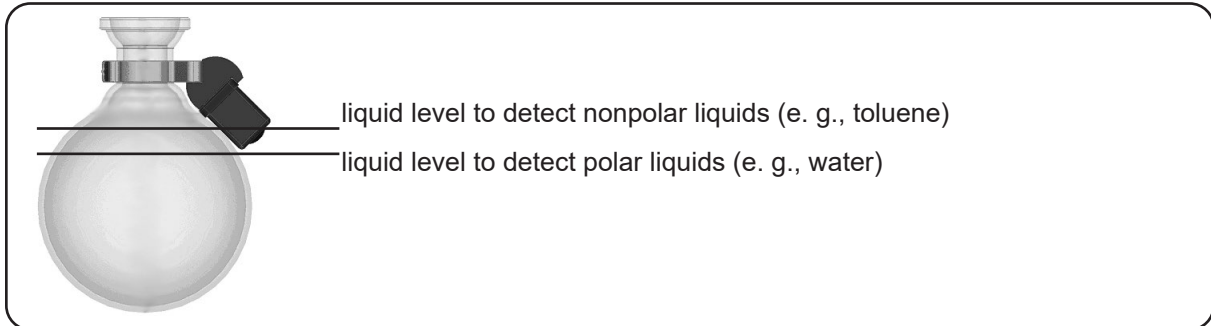 liquid level to detect nonpolar liquids (e. g., toluene)
liquid level to detect polar liquids (e. g., water)